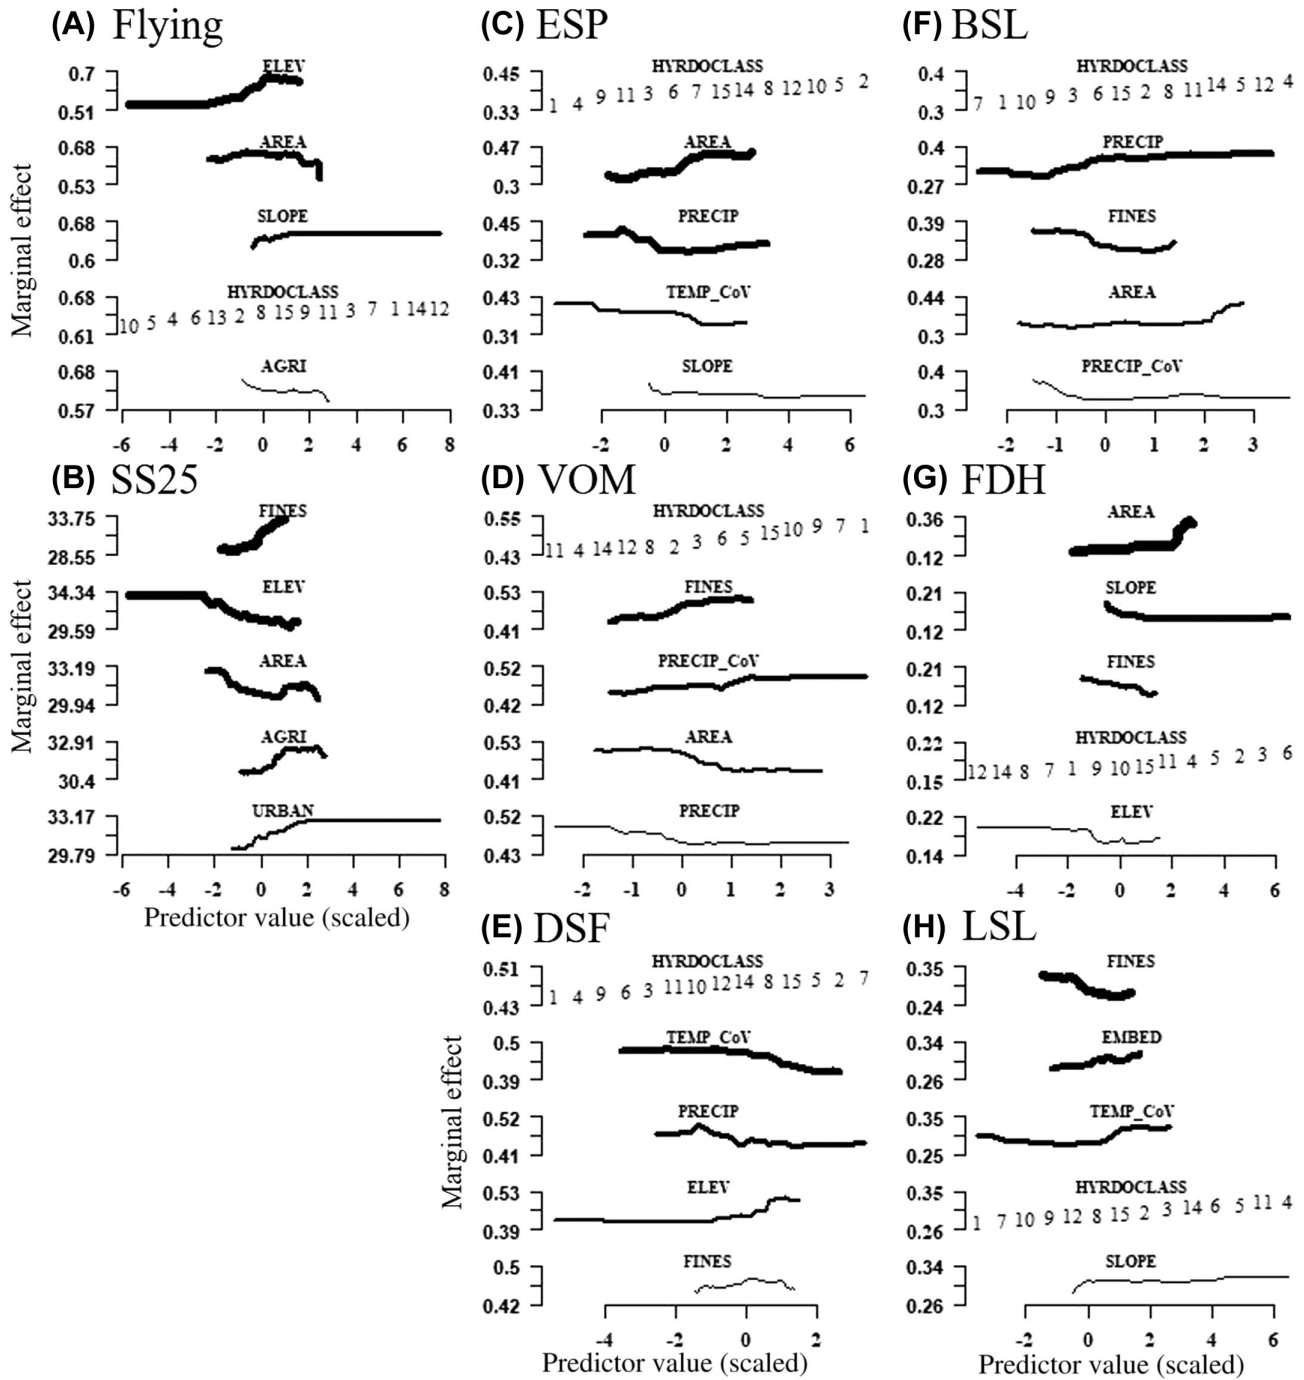 (A) Flying
Marginal effect
0.7
0.51
ELEV
0.68
0.53
AREA
0.68
0.6
SLOPE
0.68
0.61
HYRDOCLASS
10 5 4 6 13 2 8 15 9 11 3 7 1 14 12
0.68
0.57
AGRI
-6 -4 -2 0 2 4 6 8
(B) SS25
Marginal effect
33.75
28.55
FINES
34.34
29.59
ELEV
33.19
29.94
AREA
32.91
30.4
AGRI
33.17
29.79
URBAN
-6 -4 -2 0 2 4 6 8
Predictor value (scaled)
(C) ESP
0.45
0.33
HYRDOCLASS
1 4 9 11 3 6 7 15 14 8 12 10 5 2
0.47
0.3
AREA
0.45
0.32
PRECIP
0.43
0.31
TEMP_CoV
0.41
0.33
SLOPE
-2 0 2 4 6
(D) VOM
0.55
0.43
HYRDOCLASS
11 4 14 12 8 2 3 6 5 15 10 9 7 1
0.53
0.41
FINES
0.52
0.42
PRECIP_CoV
0.53
0.41
AREA
0.52
0.43
PRECIP
-2 -1 0 1 2 3
(E) DSF
Marginal effect
0.51
0.43
HYRDOCLASS
1 4 9 6 3 11 10 12 14 8 15 5 2 7
0.5
0.39
TEMP_CoV
0.52
0.41
PRECIP
0.53
0.39
ELEV
0.5
0.42
FINES
-4 -2 0 2
Predictor value (scaled)
(F) BSL
0.4
0.3
HYRDOCLASS
7 1 10 9 3 6 15 2 8 11 14 5 12 4
0.4
0.27
PRECIP
0.39
0.28
FINES
0.44
0.3
AREA
0.4
0.3
PRECIP_CoV
-2 -1 0 1 2 3
(G) FDH
0.36
0.12
AREA
0.21
0.12
SLOPE
0.21
0.12
FINES
0.22
0.15
HYRDOCLASS
12 14 8 7 1 9 10 15 11 4 5 2 3 6
0.22
0.14
ELEV
-4 -2 0 2 4 6
(H) LSL
0.35
0.24
FINES
0.34
0.26
EMBED
0.35
0.25
TEMP_CoV
0.35
0.26
HYRDOCLASS
1 7 10 9 12 8 15 2 3 14 6 5 11 4
0.34
0.26
SLOPE
-2 0 2 4 6
Predictor value (scaled)